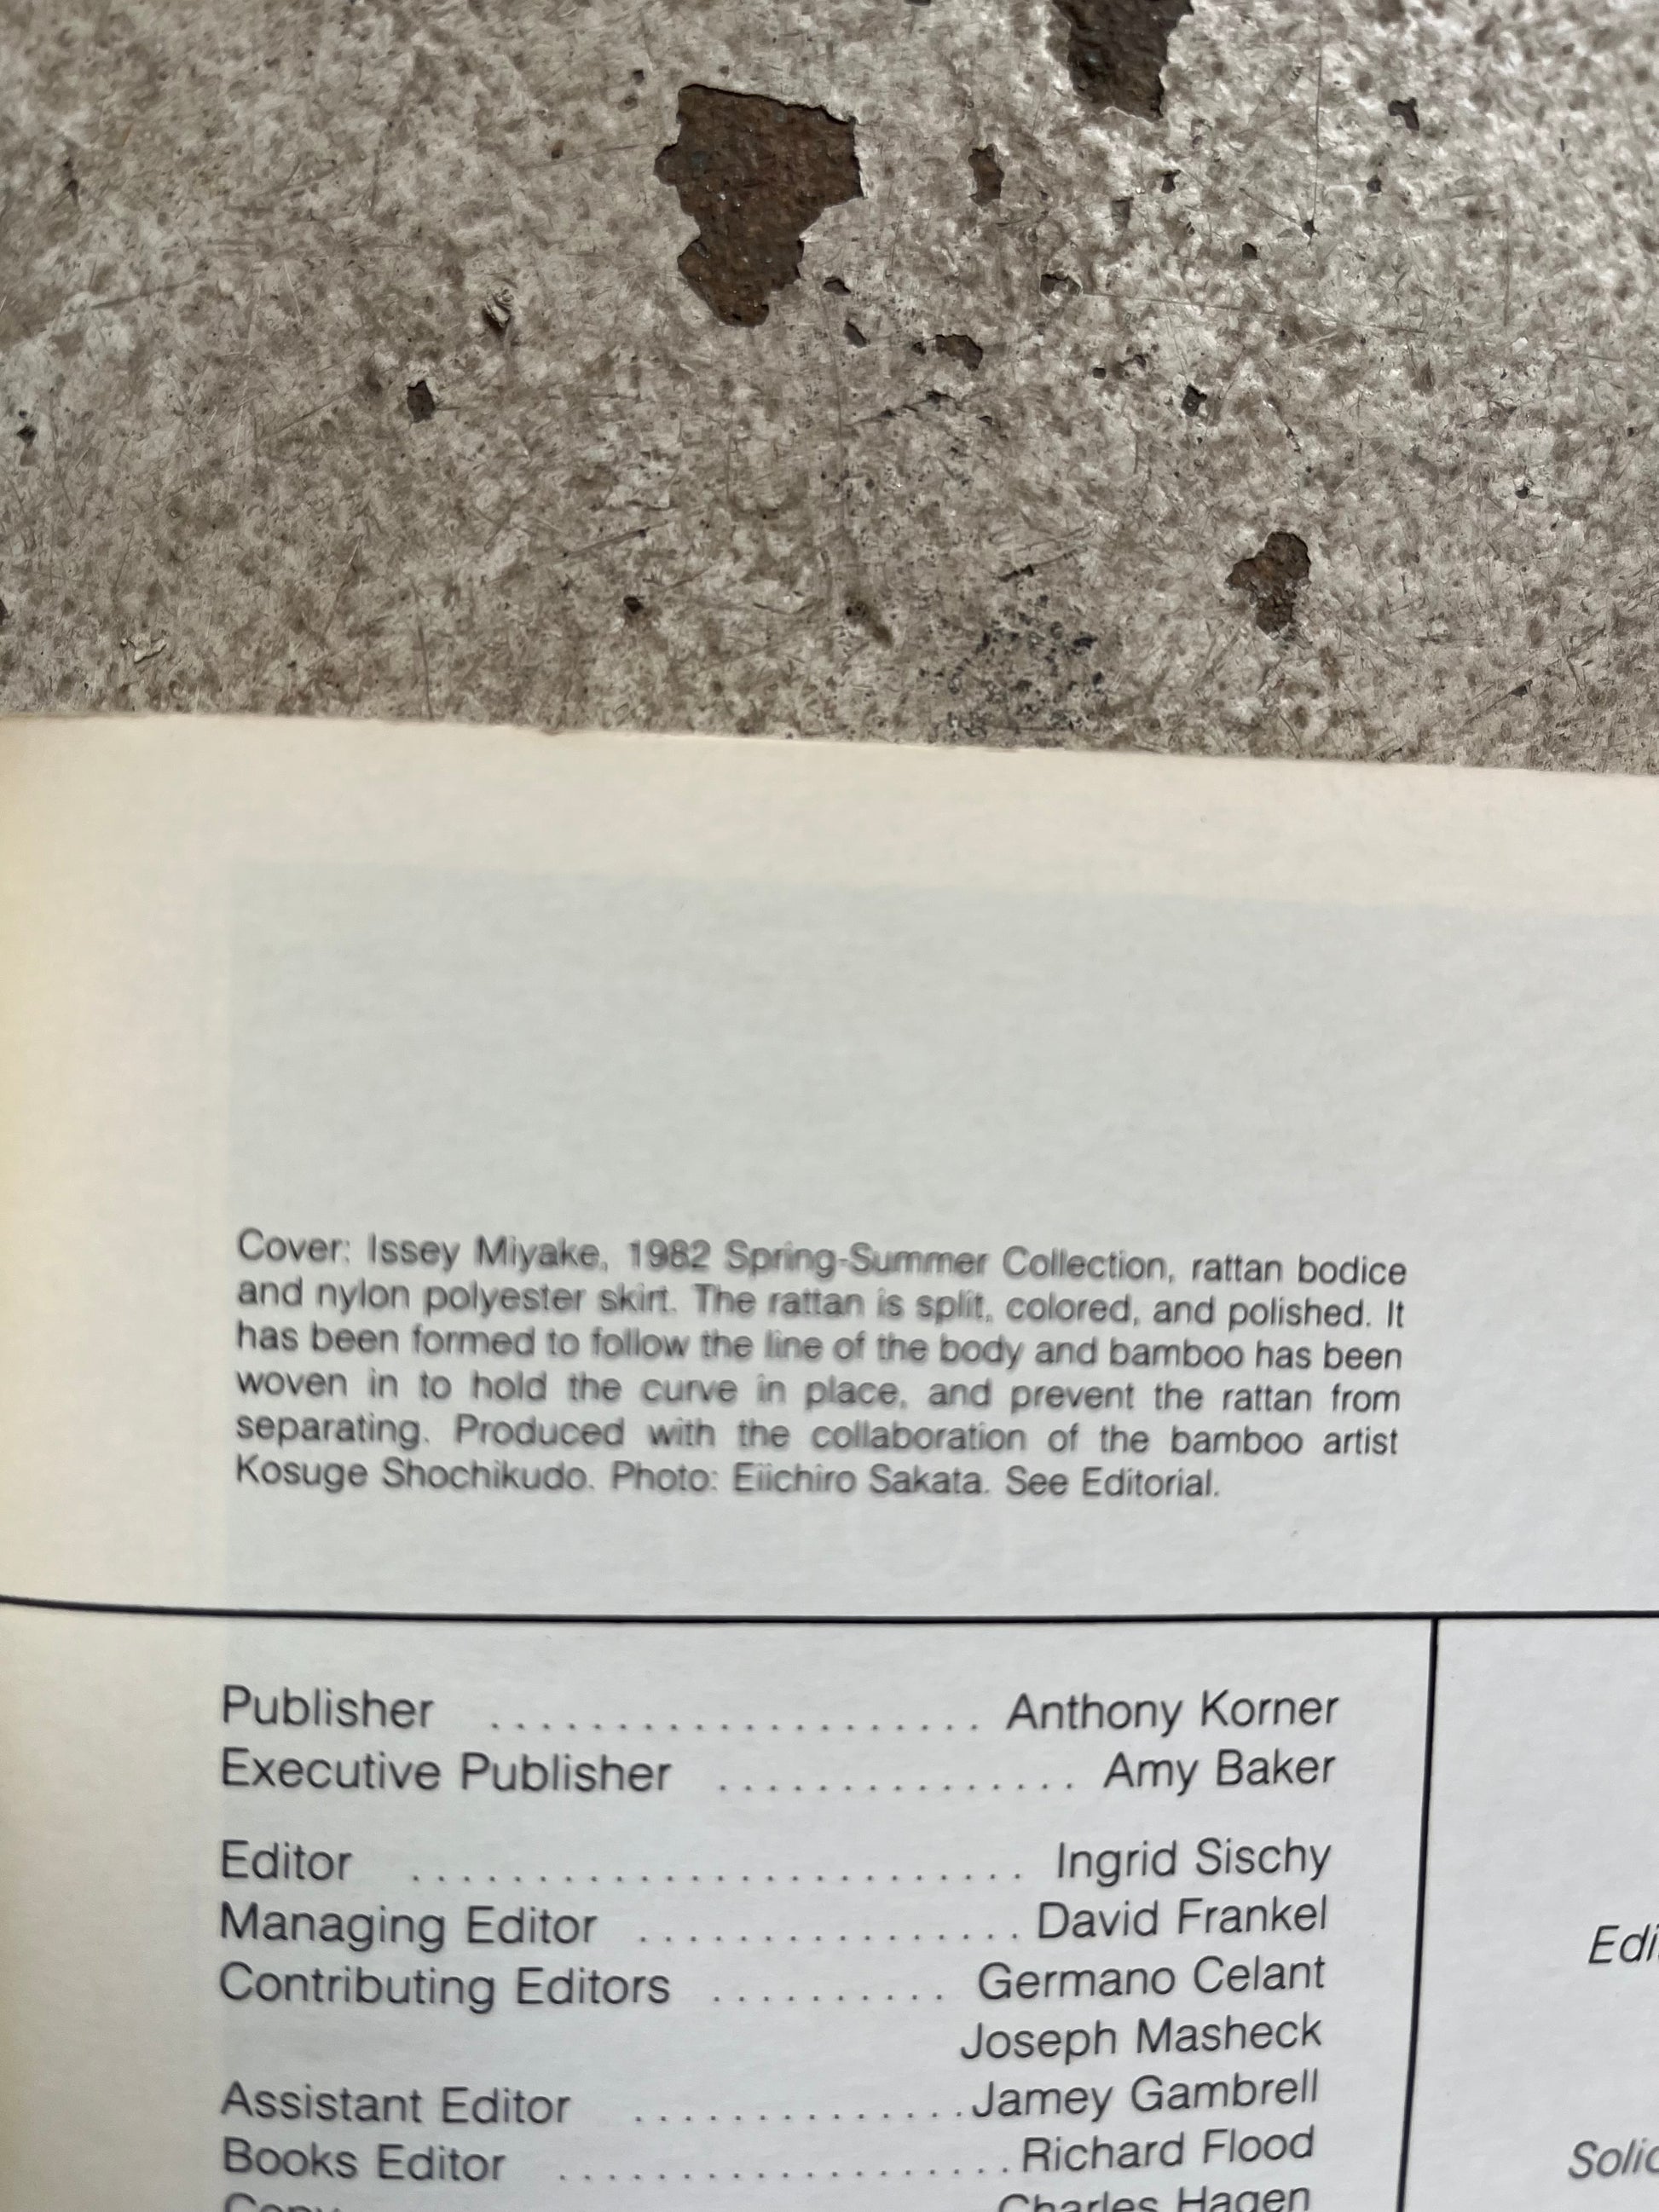 Cover: Issey Miyake, 1982 Spring-Summer Collection, rattan bodice
and nylon polyester skirt. The rattan is split, colored, and polished. It
has been formed to follow the line of the body and bamboo has been
woven in to hold the curve in place, and prevent the rattan from
separating. Produced with the collaboration of the bamboo artist
Kosuge Shochikudo. Photo: Eiichiro Sakata. See Editorial.
Publisher .................... Anthony Korner
Executive Publisher ............... Amy Baker
Editor ......................... Ingrid Sischy
Managing Editor ................ David Frankel
Contributing Editors .......... Germano Celant
Joseph Masheck
Assistant Editor ..............Jamey Gambrell
Books Editor ...................Richard Flood
Copy Charles Hagen